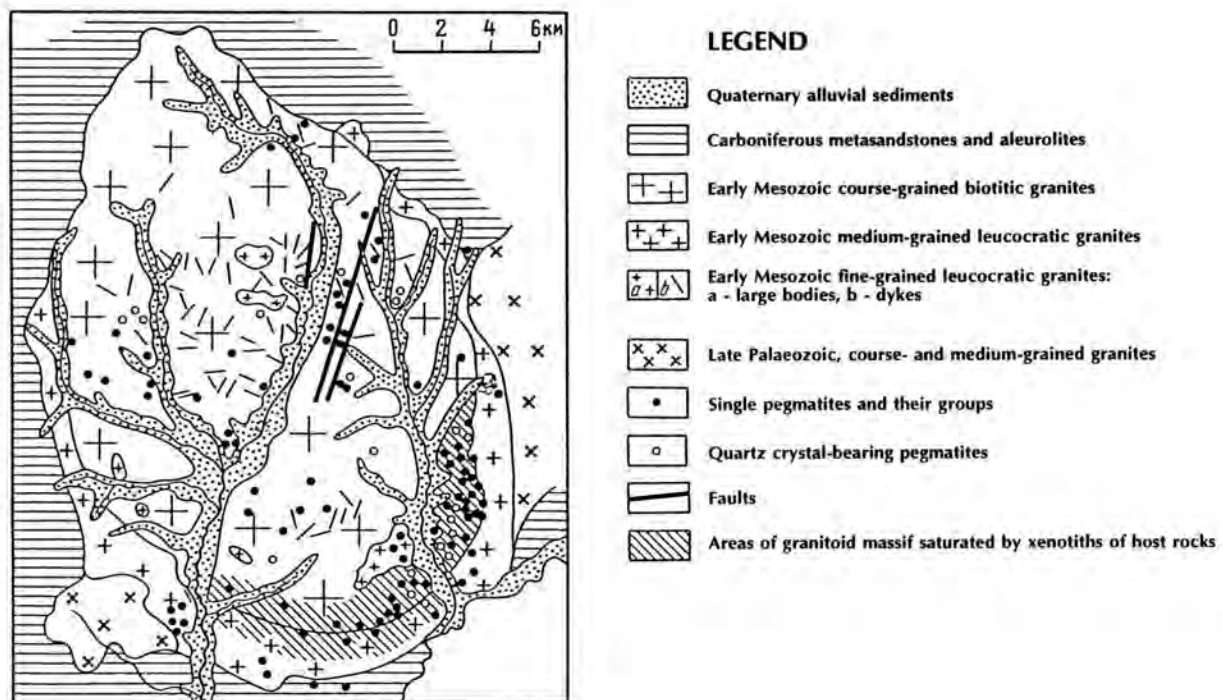 0 2 4 6км
LEGEND
Quaternary alluvial sediments
Carboniferous metasandstones and aleurolites
Early Mesozoic course-grained biotitic granites
Early Mesozoic medium-grained leucocratic granites
a b
Early Mesozoic fine-grained leucocratic granites:
a - large bodies, b - dykes
Late Palaeozoic, course- and medium-grained granites
Single pegmatites and their groups
Quartz crystal-bearing pegmatites
Faults
Areas of granitoid massif saturated by xenotiths of host rocks